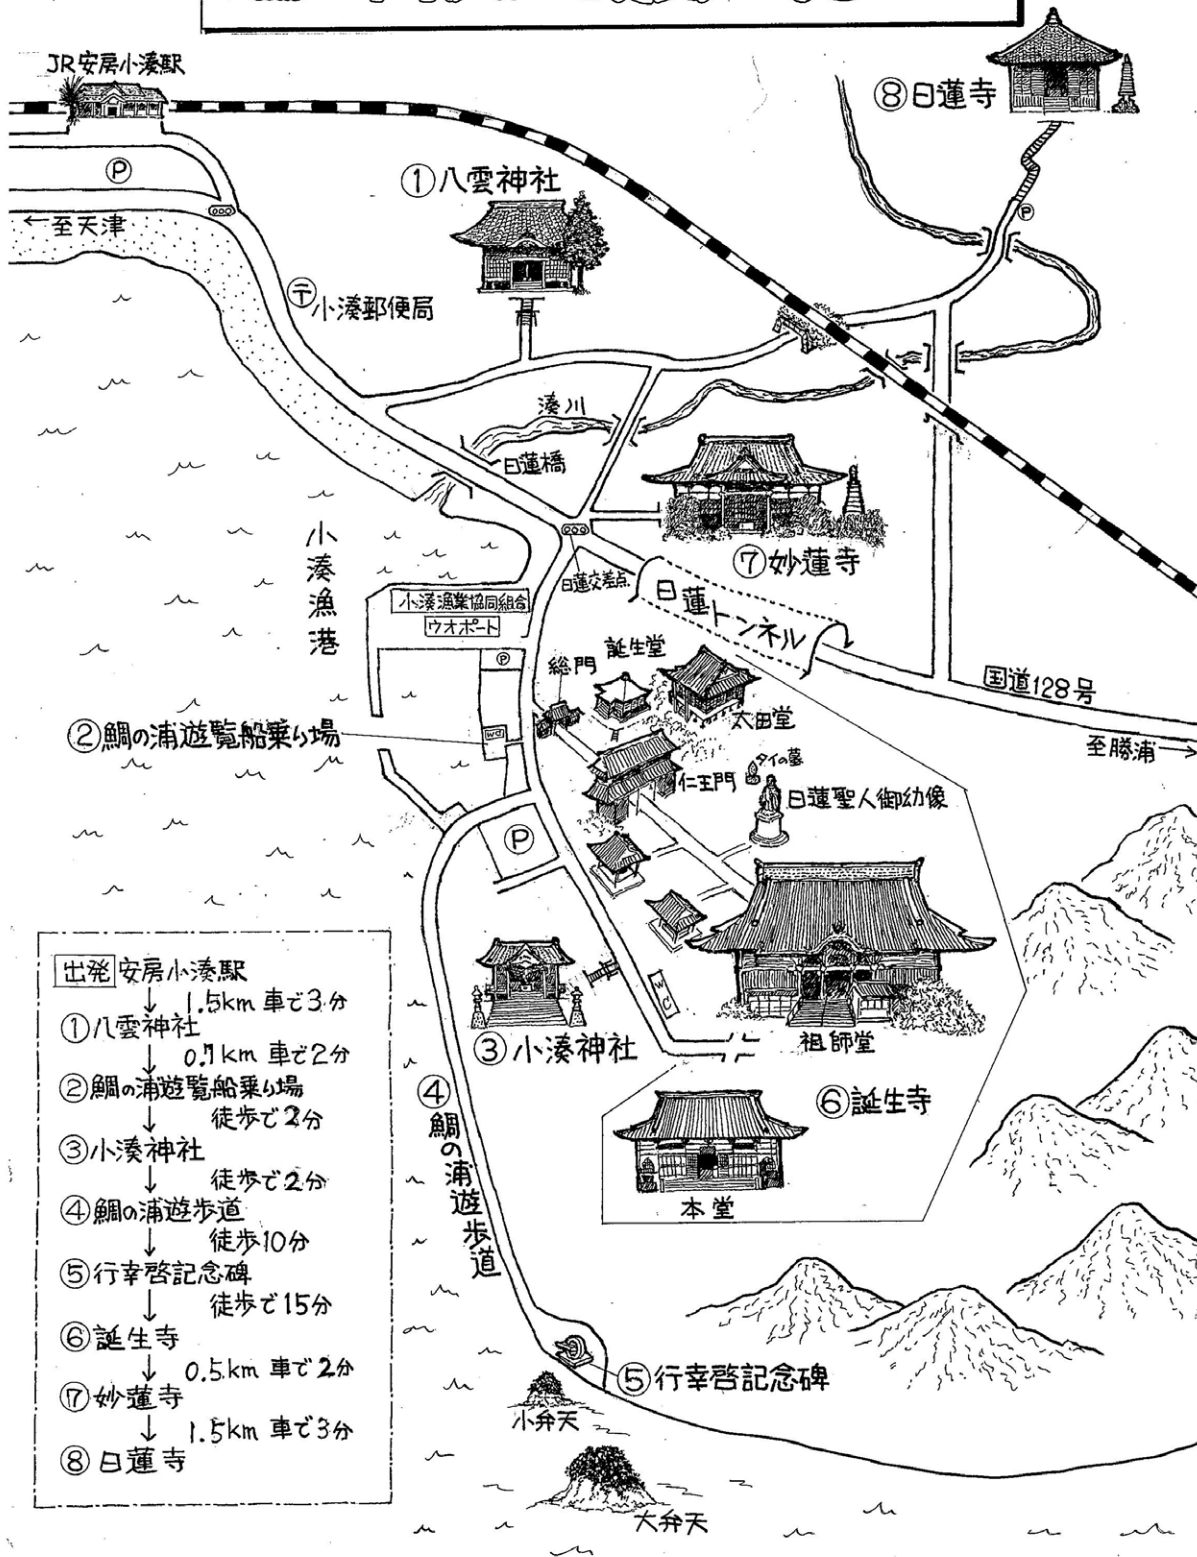 JR安房小湊駅
⑧日蓮寺
Ⓟ
①八雲神社
Ⓟ
←至天津
〶小湊郵便局
湊川
日蓮橋
小湊漁港
⑦妙蓮寺
日蓮交差点
日蓮トンネル
小湊漁業協同組合
ウオポート
Ⓟ
総門
誕生堂
太田堂
国道128号
至勝浦→
②鯛の浦遊覧船乗り場
WC
仁王門
タイの墓
日蓮聖人御幼像
Ⓟ
WC
祖師堂
③小湊神社
⑥誕生寺
本堂
④鯛の浦遊歩道
⑤行幸啓記念碑
小弁天
大弁天
出発 安房小湊駅
↓ 1.5km 車で3分
①八雲神社
↓ 0.7km 車で2分
②鯛の浦遊覧船乗り場
↓ 徒歩で2分
③小湊神社
↓ 徒歩で2分
④鯛の浦遊歩道
↓ 徒歩10分
⑤行幸啓記念碑
↓ 徒歩で15分
⑥誕生寺
↓ 0.5km 車で2分
⑦妙蓮寺
↓ 1.5km 車で3分
⑧日蓮寺